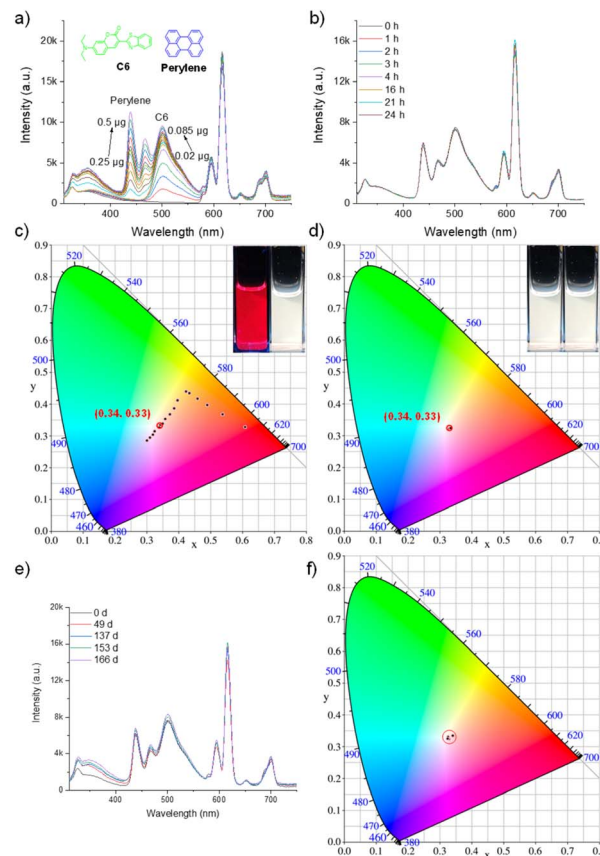 a)
20k
16k
12k
8k
4k
0
Intensity (a.u.)
C6
Perylene
Perylene
0.5 µg
0.25 µg
C6
0.085 µg
0.02 µg
400 500 600 700
Wavelength (nm)
b)
16k
12k
8k
4k
0
Intensity (a.u.)
0 h
1 h
2 h
3 h
4 h
16 h
21 h
24 h
400 500 600 700
Wavelength (nm)
c)
0.9
0.8
0.7
0.6
0.5
y
0.4
0.3
0.2
0.1
0.0
520
540
560
580
600
620
700
500
490
480
470
460
380
(0.34, 0.33)
0.0 0.1 0.2 0.3 0.4 0.5 0.6 0.7 0.8
x
d)
0.9
0.8
0.7
0.6
0.5
y
0.4
0.3
0.2
0.1
0.0
520
540
560
580
600
620
700
500
490
480
470
460
380
(0.34, 0.33)
0.0 0.1 0.2 0.3 0.4 0.5 0.6 0.7 0.8
x
e)
20k
16k
12k
8k
4k
0
Intensity (a.u.)
0 d
49 d
137 d
153 d
166 d
400 500 600 700
Wavelength (nm)
f)
0.9
0.8
0.7
0.6
0.5
y
0.4
0.3
0.2
0.1
0.0
520
540
560
580
600
620
700
500
490
480
470
460
380
0.0 0.1 0.2 0.3 0.4 0.5 0.6 0.7 0.8
x